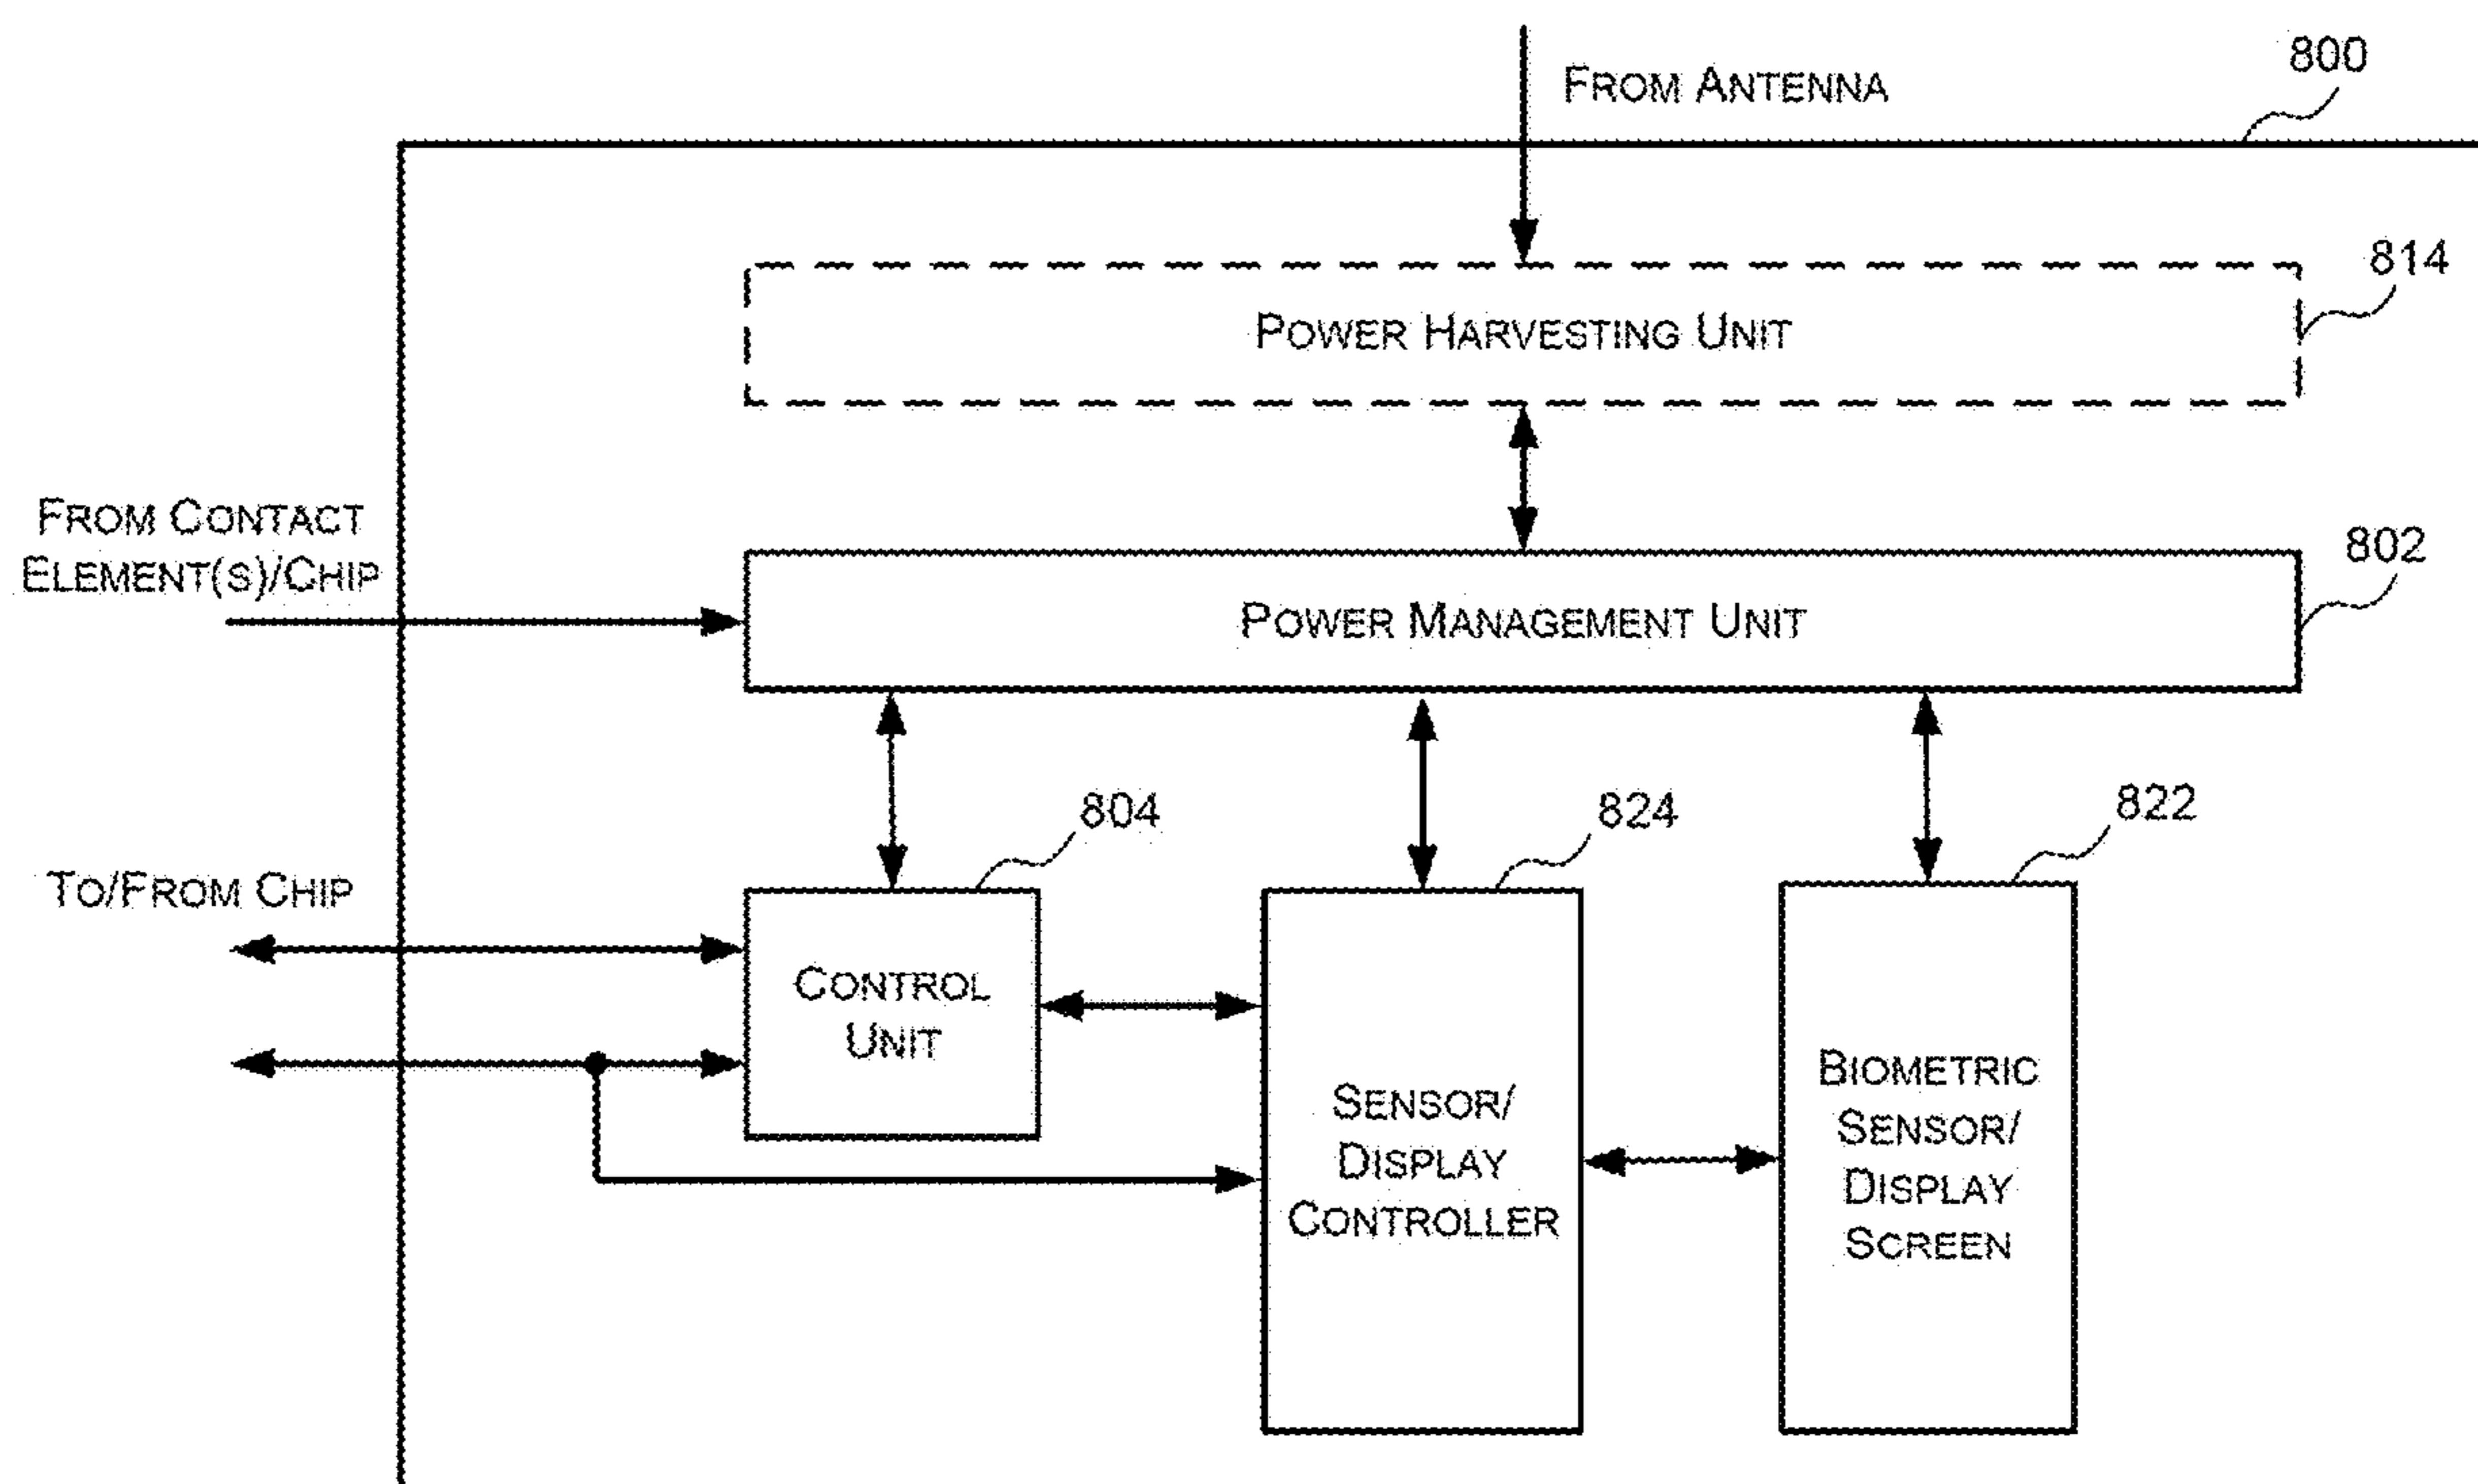 800
FROM ANTENNA
814
POWER HARVESTING UNIT
FROM CONTACT
ELEMENT(S)/CHIP
802
POWER MANAGEMENT UNIT
804
824
822
TO/FROM CHIP
CONTROL
UNIT
SENSOR/
DISPLAY
CONTROLLER
BIOMETRIC
SENSOR/
DISPLAY
SCREEN